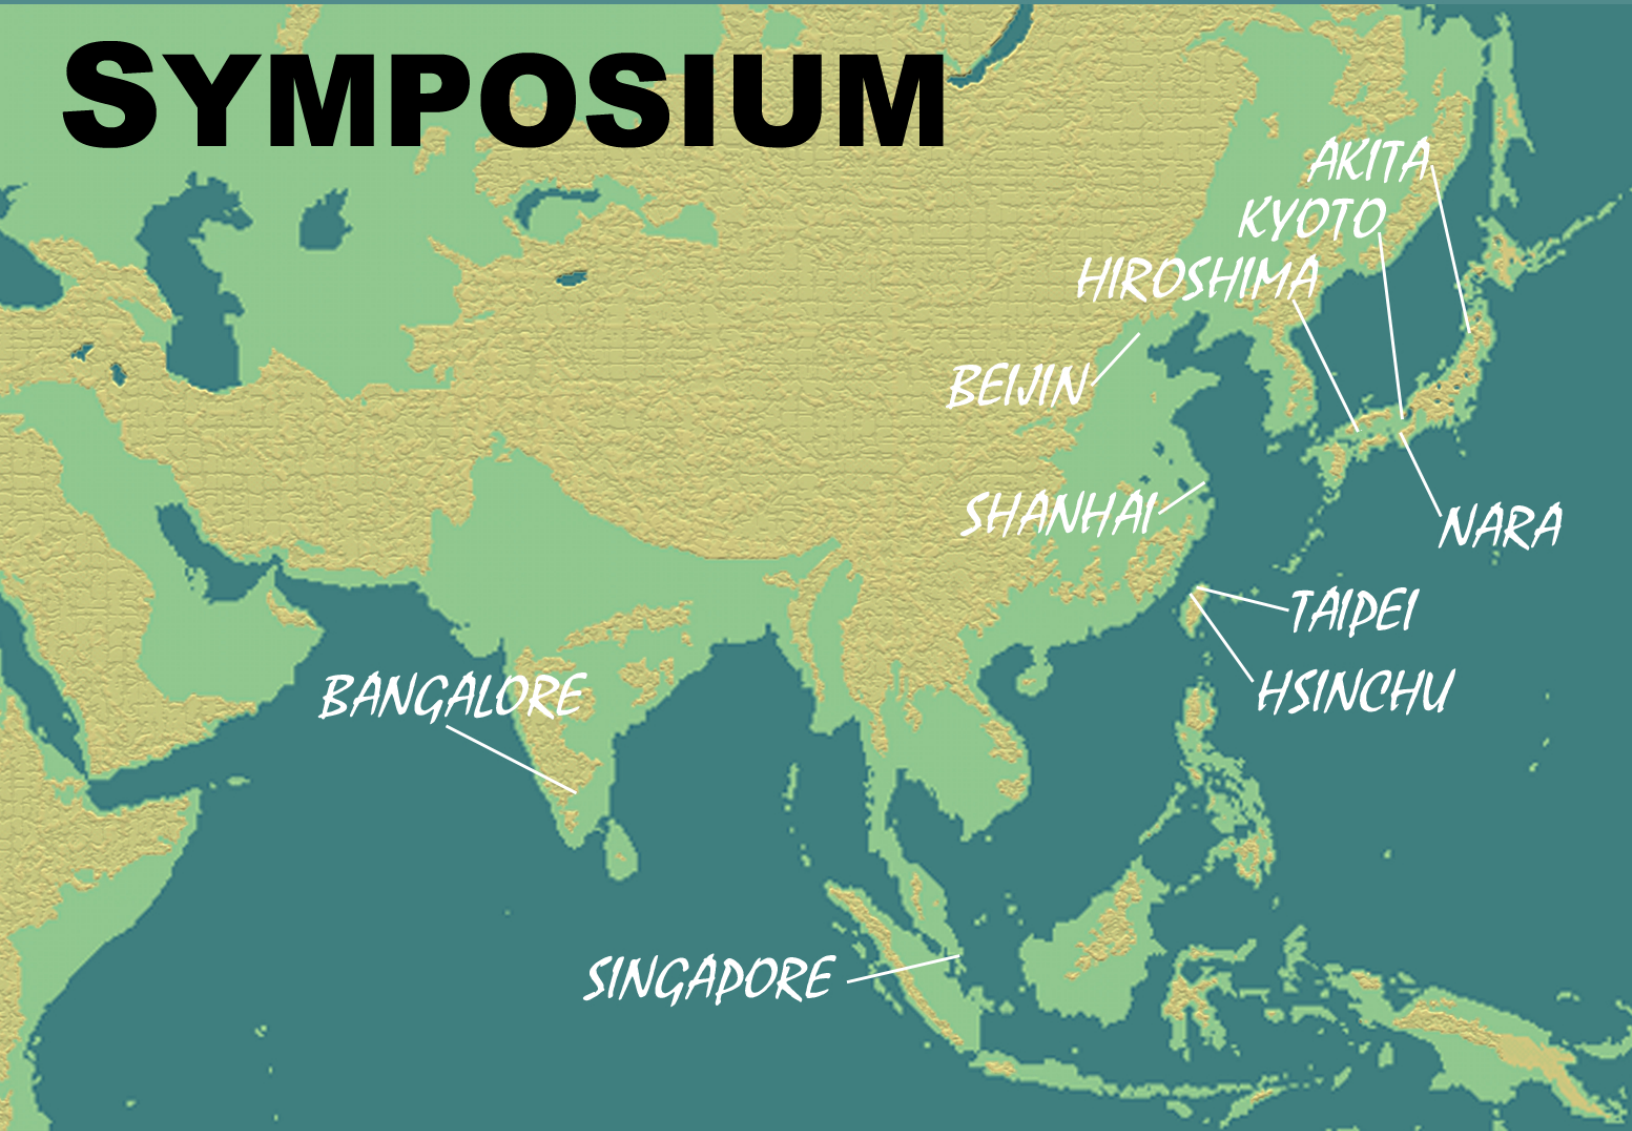 SYMPOSIUM
AKITA
KYOTO
HIROSHIMA
BEIJIN
SHANHAI
NARA
TAIPEI
BANGALORE
HSINCHU
SINGAPORE